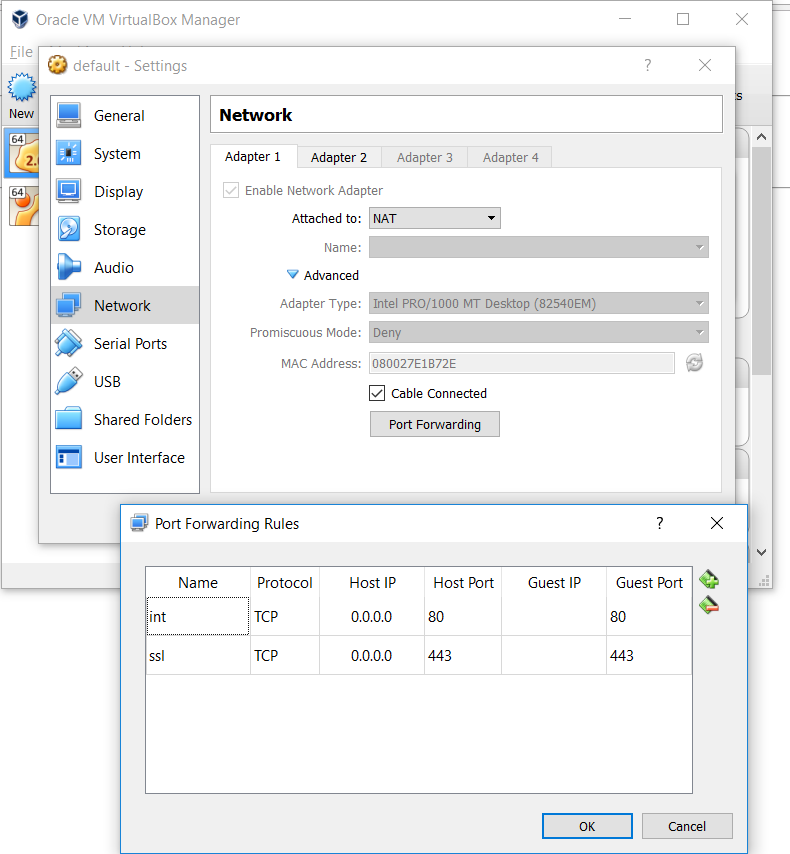 Oracle VM VirtualBox Manager
File
default - Settings
?
New
64
2.
64
General
System
Display
Storage
Audio
Network
Serial Ports
USB
Shared Folders
User Interface
Network
Adapter 1 Adapter 2 Adapter 3 Adapter 4
Enable Network Adapter
Attached to: NAT
Name:
Advanced
Adapter Type: Intel PRO/1000 MT Desktop (82540EM)
Promiscuous Mode: Deny
MAC Address: 080027E1B72E
Cable Connected
Port Forwarding
Port Forwarding Rules ?
Name Protocol Host IP Host Port Guest IP Guest Port
int TCP 0.0.0.0 80 80
ssl TCP 0.0.0.0 443 443
OK Cancel